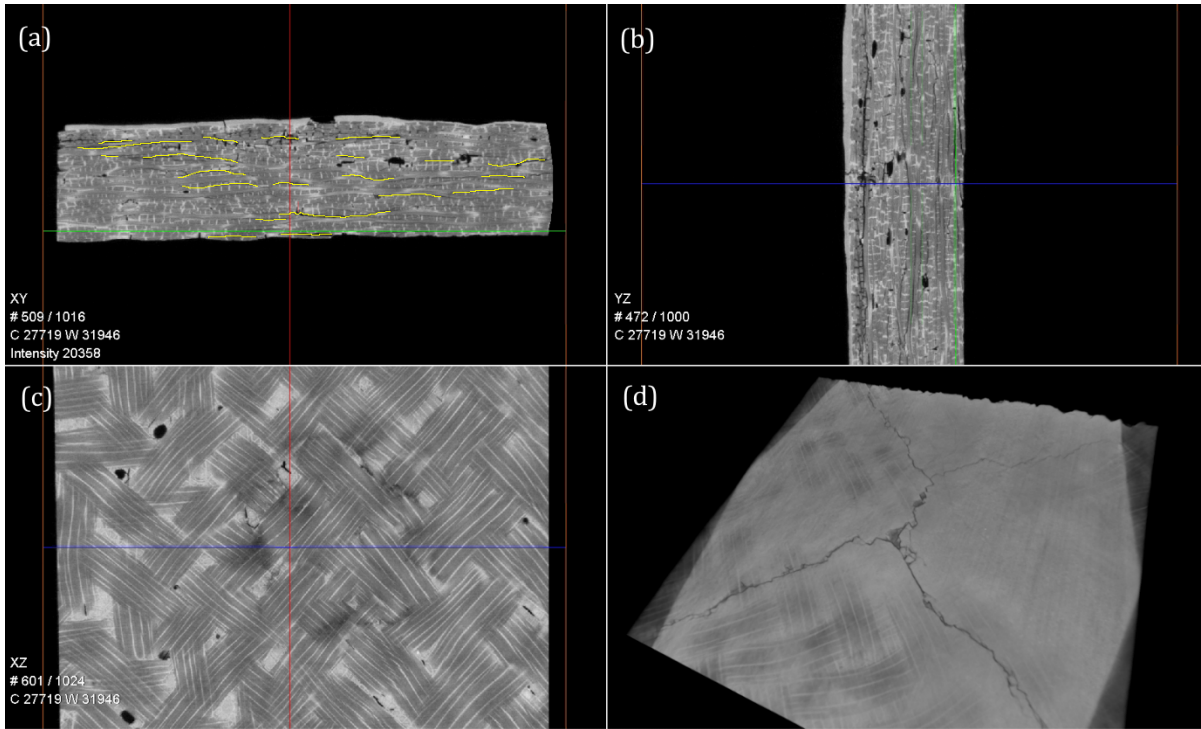 (a)
XY
# 509 / 1016
C 27719 W 31946
Intensity 20358
(b)
YZ
# 472 / 1000
C 27719 W 31946
(c)
XZ
# 601 / 1024
C 27719 W 31946
(d)